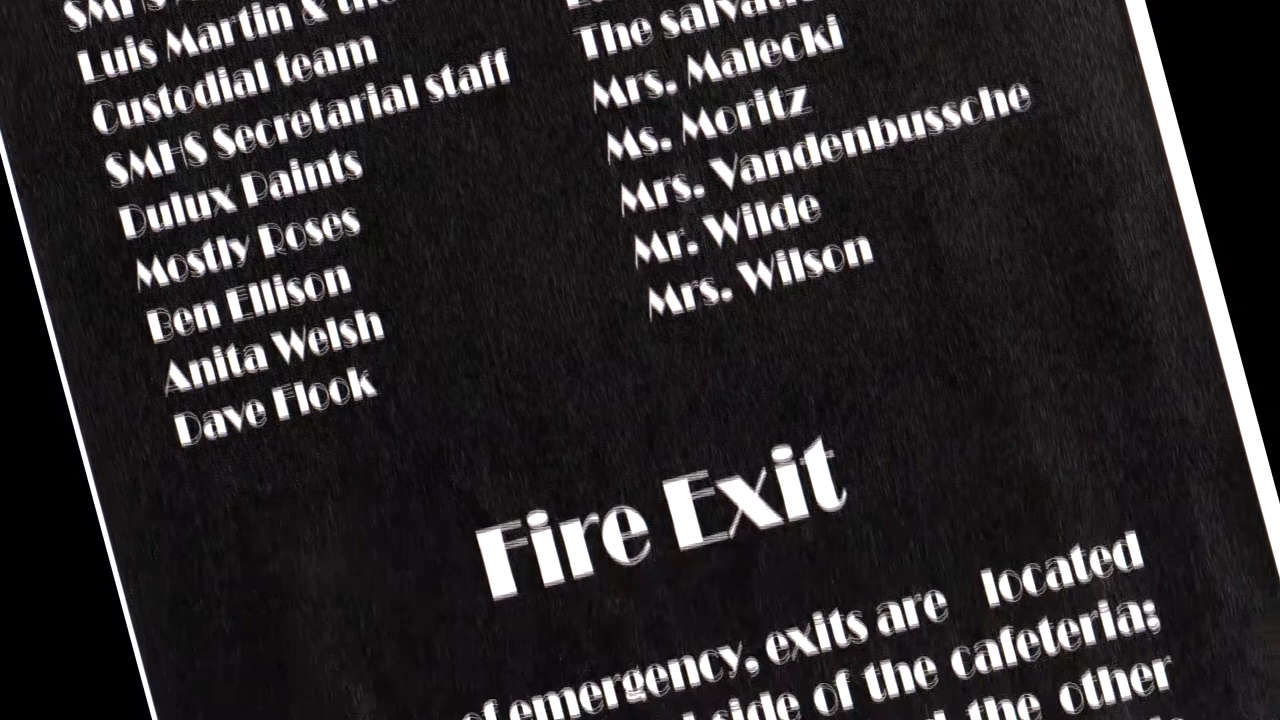 Luis Martin &
Custodial team
SMHS Secretarial staff
Dulux Paints
Mostly Roses
Ben Ellison
Anita Welsh
Dave Flook
The
Mrs. Malecki
Ms. Moritz
Mrs. Vandenbussche
Mr. Wilde
Mrs. Wilson
Fire Exit
of emergency, exits are located
side of the cafeteria;
the other